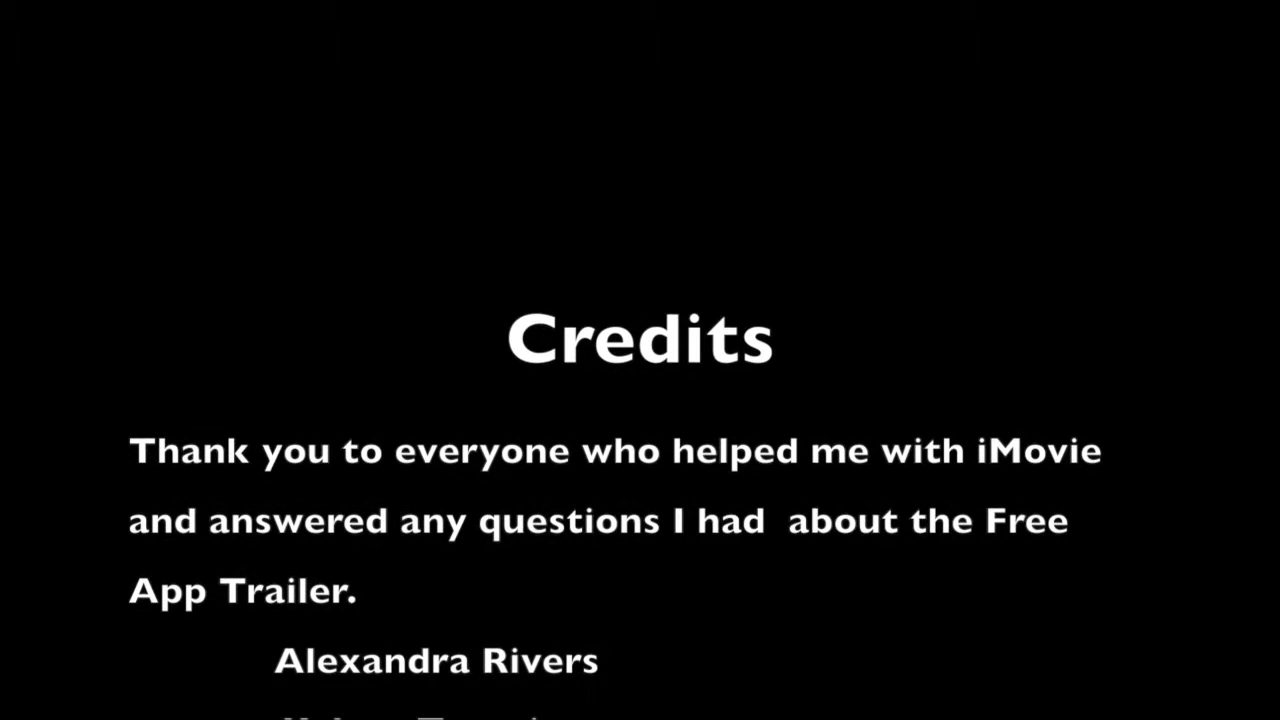 Credits
Thank you to everyone who helped me with iMovie
and answered any questions I had  about the Free
App Trailer.
Alexandra Rivers